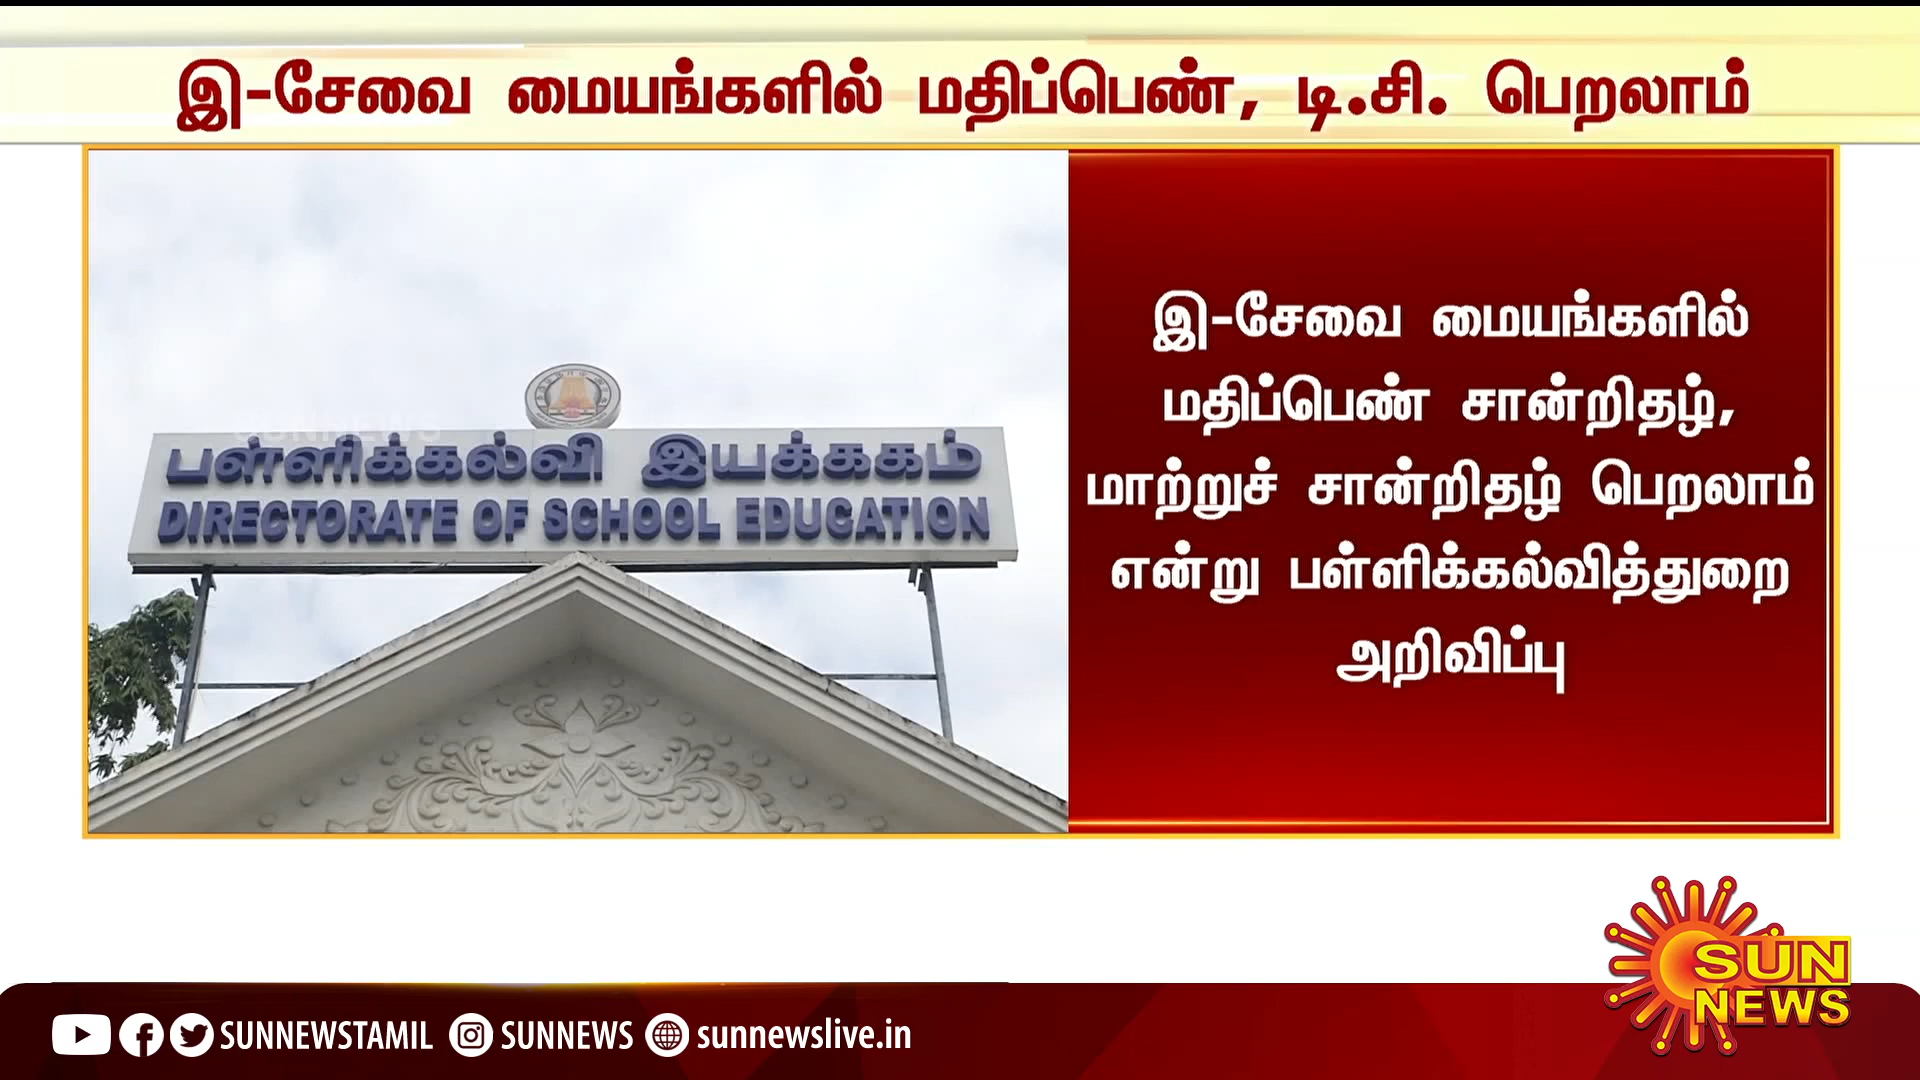 இ-சேவை மையங்களில் மதிப்பெண், டி.சி. பெறலாம்
SUNNEWS
பள்ளிக்கல்வி இயக்ககம்
DIRECTORATE OF SCHOOL EDUCATION
இ-சேவை மையங்களில்
மதிப்பெண் சான்றிதழ்,
மாற்றுச் சான்றிதழ் பெறலாம்
என்று பள்ளிக்கல்வித்துறை
அறிவிப்பு
SUN
NEWS
SUNNEWSTAMIL SUNNEWS sunnewslive.in